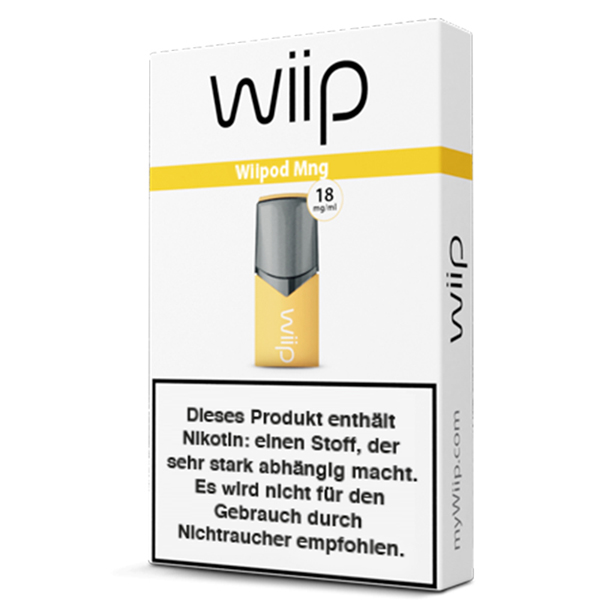 wiip
Wiipod Mng
18
mg/ml
wiip
Dieses Produkt enthält
Nikotin: einen Stoff, der
sehr stark abhängig macht.
Es wird nicht für den
Gebrauch durch
Nichtraucher empfohlen.
wiip
myWiip.com